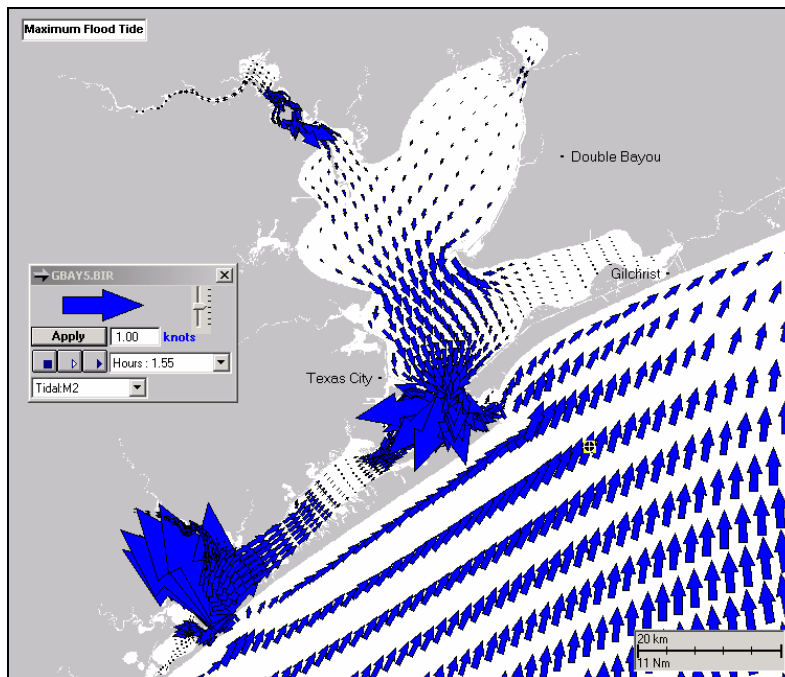 Maximum Flood Tide
Double Bayou
GBAY5.BIR
Gilchrist
Apply 1.00 knots
Hours : 1.55
Texas City
Tidal:M2
20 km
11 Nm